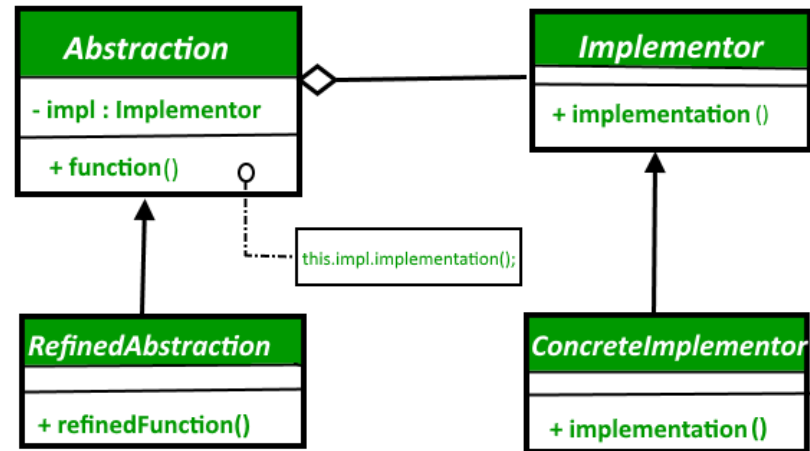 Abstraction
- impl : Implementor
+ function()
this.impl.implementation();
Implementor
+ implementation ()
RefinedAbstraction
+ refinedFunction()
ConcreteImplementor
+ implementation ()